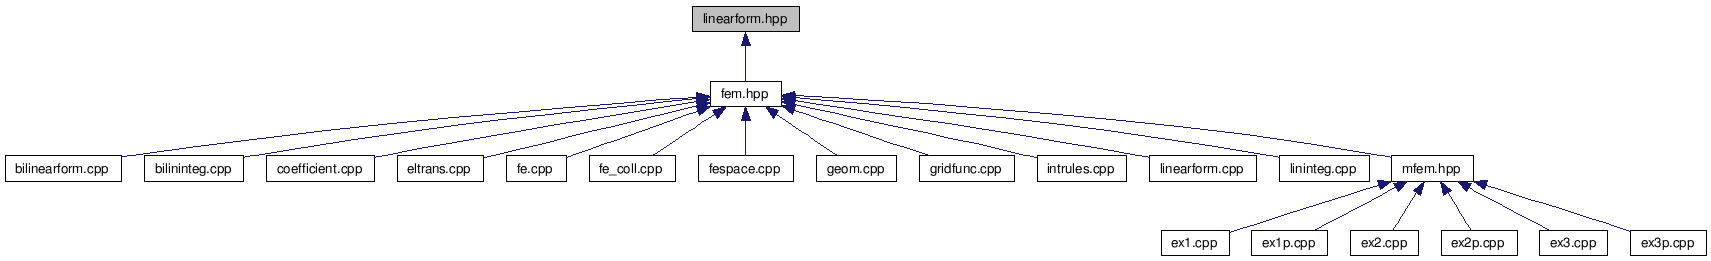 linearform.hpp
fem.hpp
bilinearform.cpp
bilininteg.cpp
coefficient.cpp
eltrans.cpp
fe.cpp
fe_coll.cpp
fespace.cpp
geom.cpp
gridfunc.cpp
intrules.cpp
linearform.cpp
lininteg.cpp
mfem.hpp
ex1.cpp
ex1p.cpp
ex2.cpp
ex2p.cpp
ex3.cpp
ex3p.cpp